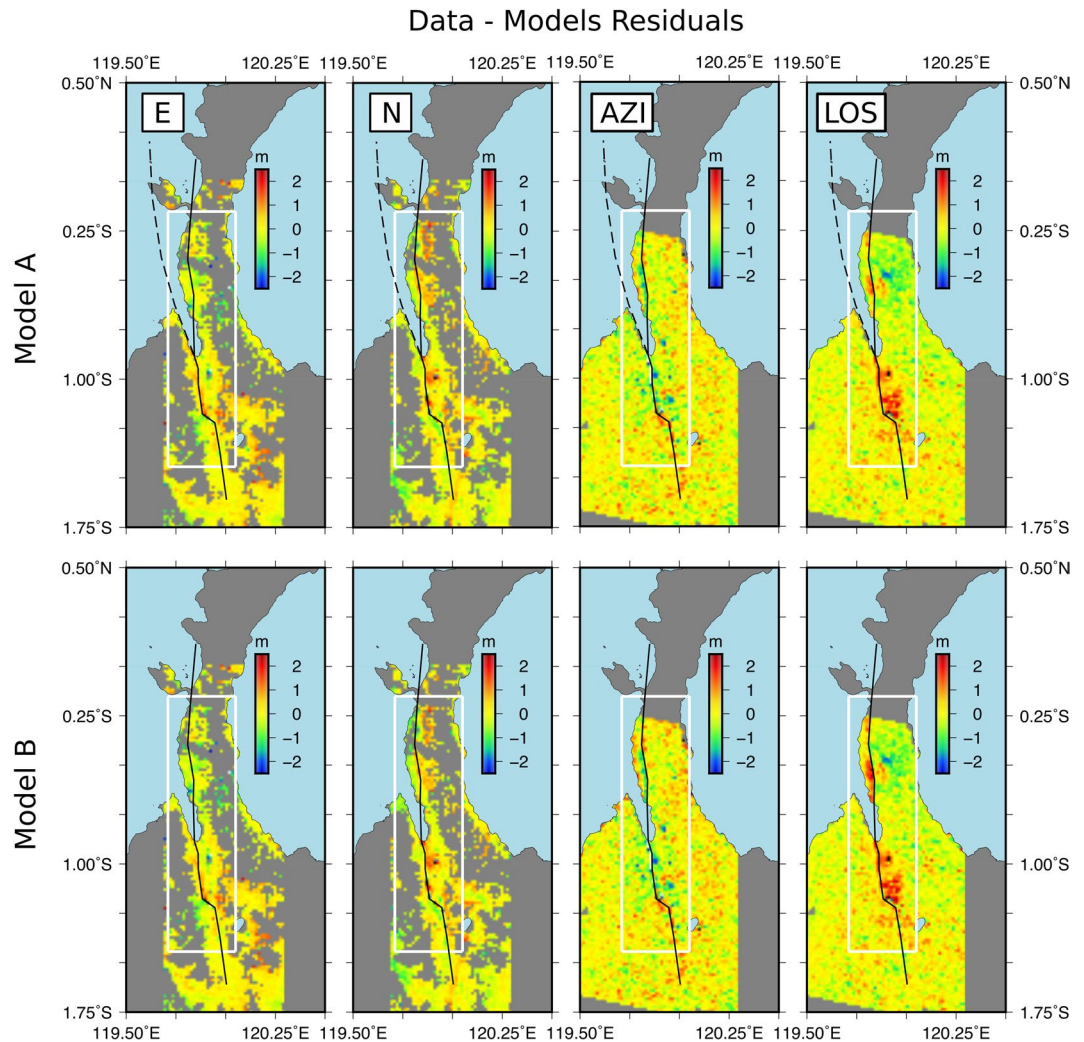 Data - Models Residuals
119.50˚E 120.25˚E 119.50˚E 120.25˚E 119.50˚E 120.25˚E 119.50˚E 120.25˚E
0.50˚N E N AZI LOS 0.50˚N
m m m m
2 2 2 2
1 1 1 1
0.25˚S 0 0 0 0 0.25˚S
−1 −1 −1 −1
−2 −2 −2 −2
Model A
1.00˚S 1.00˚S
1.75˚S 1.75˚S
0.50˚N 0.50˚N
m m m m
2 2 2 2
1 1 1 1
0.25˚S 0 0 0 0 0.25˚S
−1 −1 −1 −1
−2 −2 −2 −2
Model B
1.00˚S 1.00˚S
1.75˚S 1.75˚S
119.50˚E 120.25˚E 119.50˚E 120.25˚E 119.50˚E 120.25˚E 119.50˚E 120.25˚E